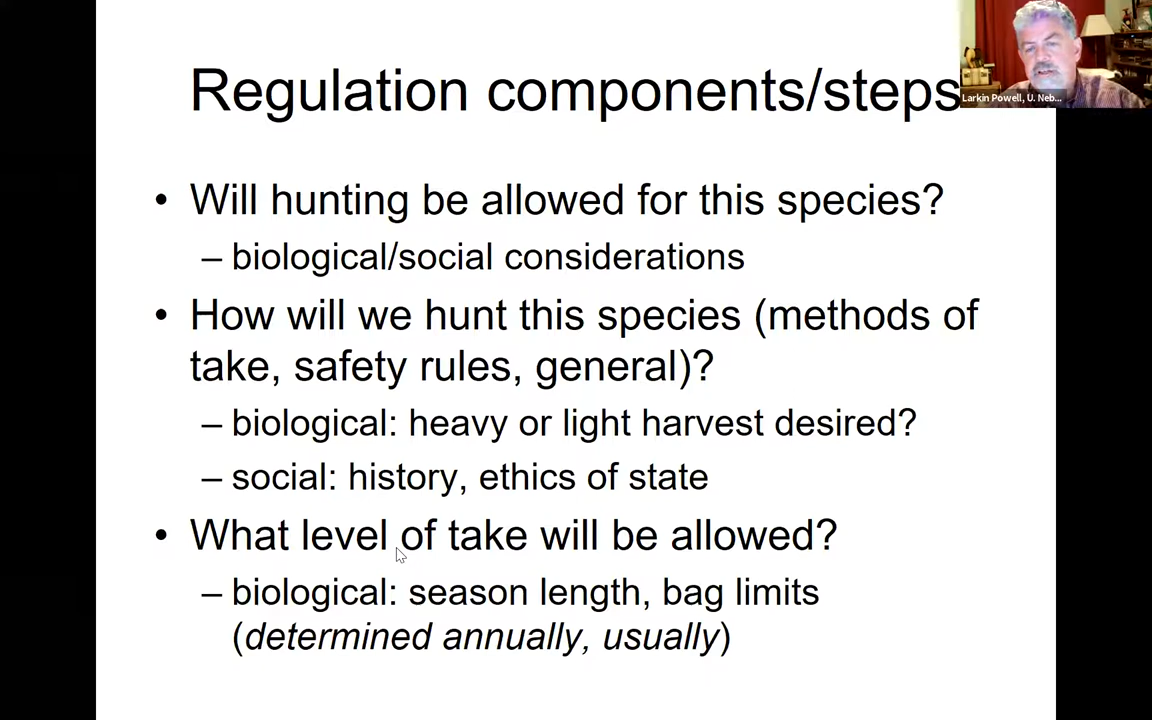 Regulation components/steps
Larkin Powell, U. Neb...
• Will hunting be allowed for this species?
– biological/social considerations
• How will we hunt this species (methods of
take, safety rules, general)?
– biological: heavy or light harvest desired?
– social: history, ethics of state
• What level of take will be allowed?
– biological: season length, bag limits
(determined annually, usually)